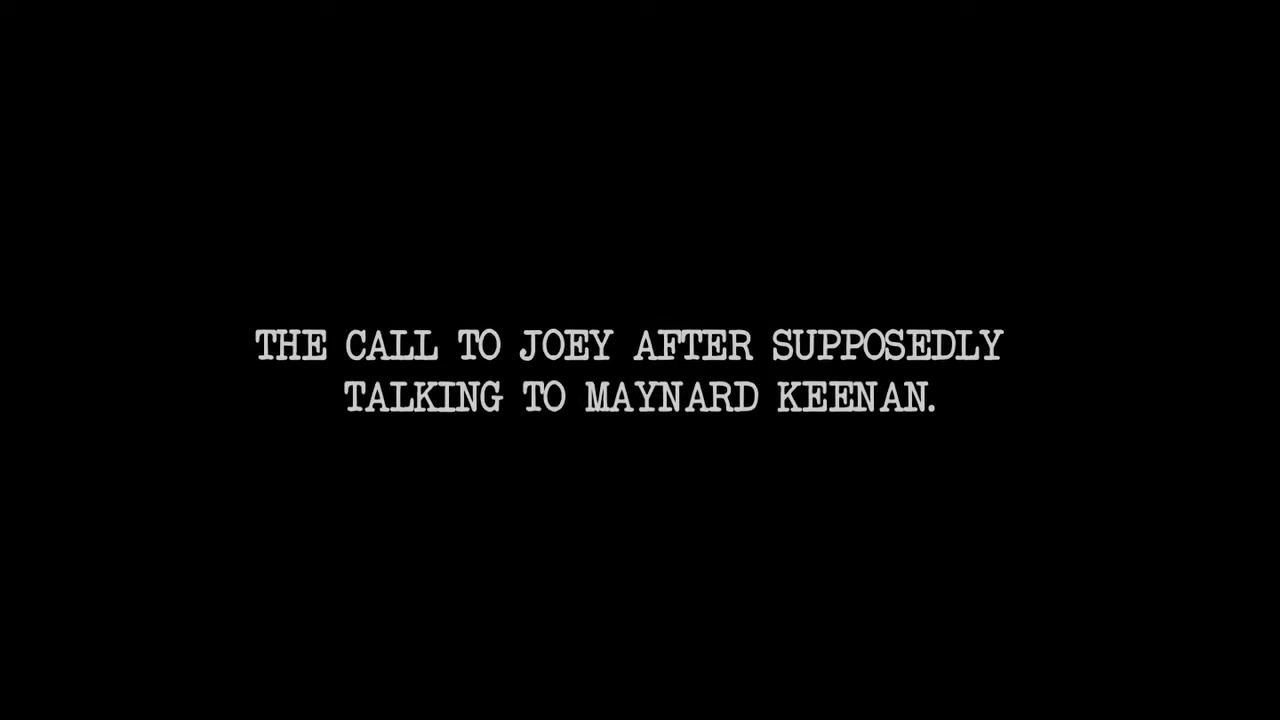 THE CALL TO JOEY AFTER SUPPOSEDLY
TALKING TO MAYNARD KEENAN.